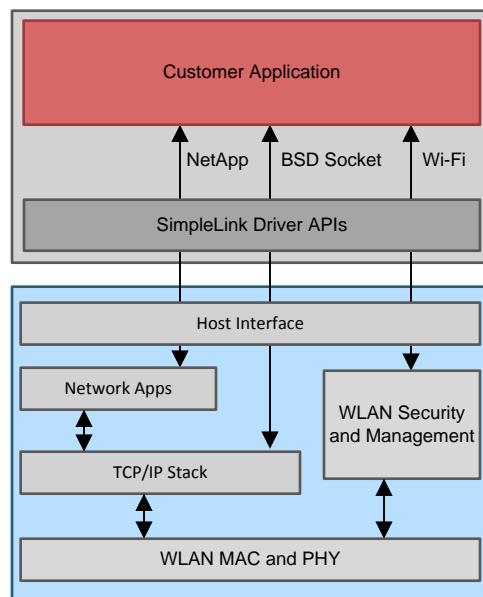 Customer Application
NetApp
BSD Socket
Wi-Fi
SimpleLink Driver APIs
Host Interface
Network Apps
WLAN Security
and Management
TCP/IP Stack
WLAN MAC and PHY